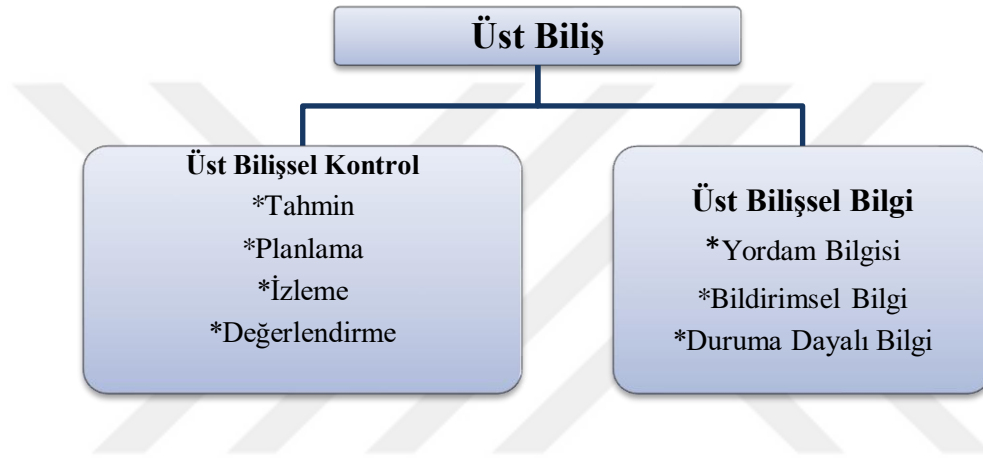 Üst Biliş
Üst Bilişsel Kontrol
*Tahmin
*Planlama
*İzleme
*Değerlendirme
Üst Bilişsel Bilgi
*Yordam Bilgisi
*Bildirimsel Bilgi
*Duruma Dayalı Bilgi